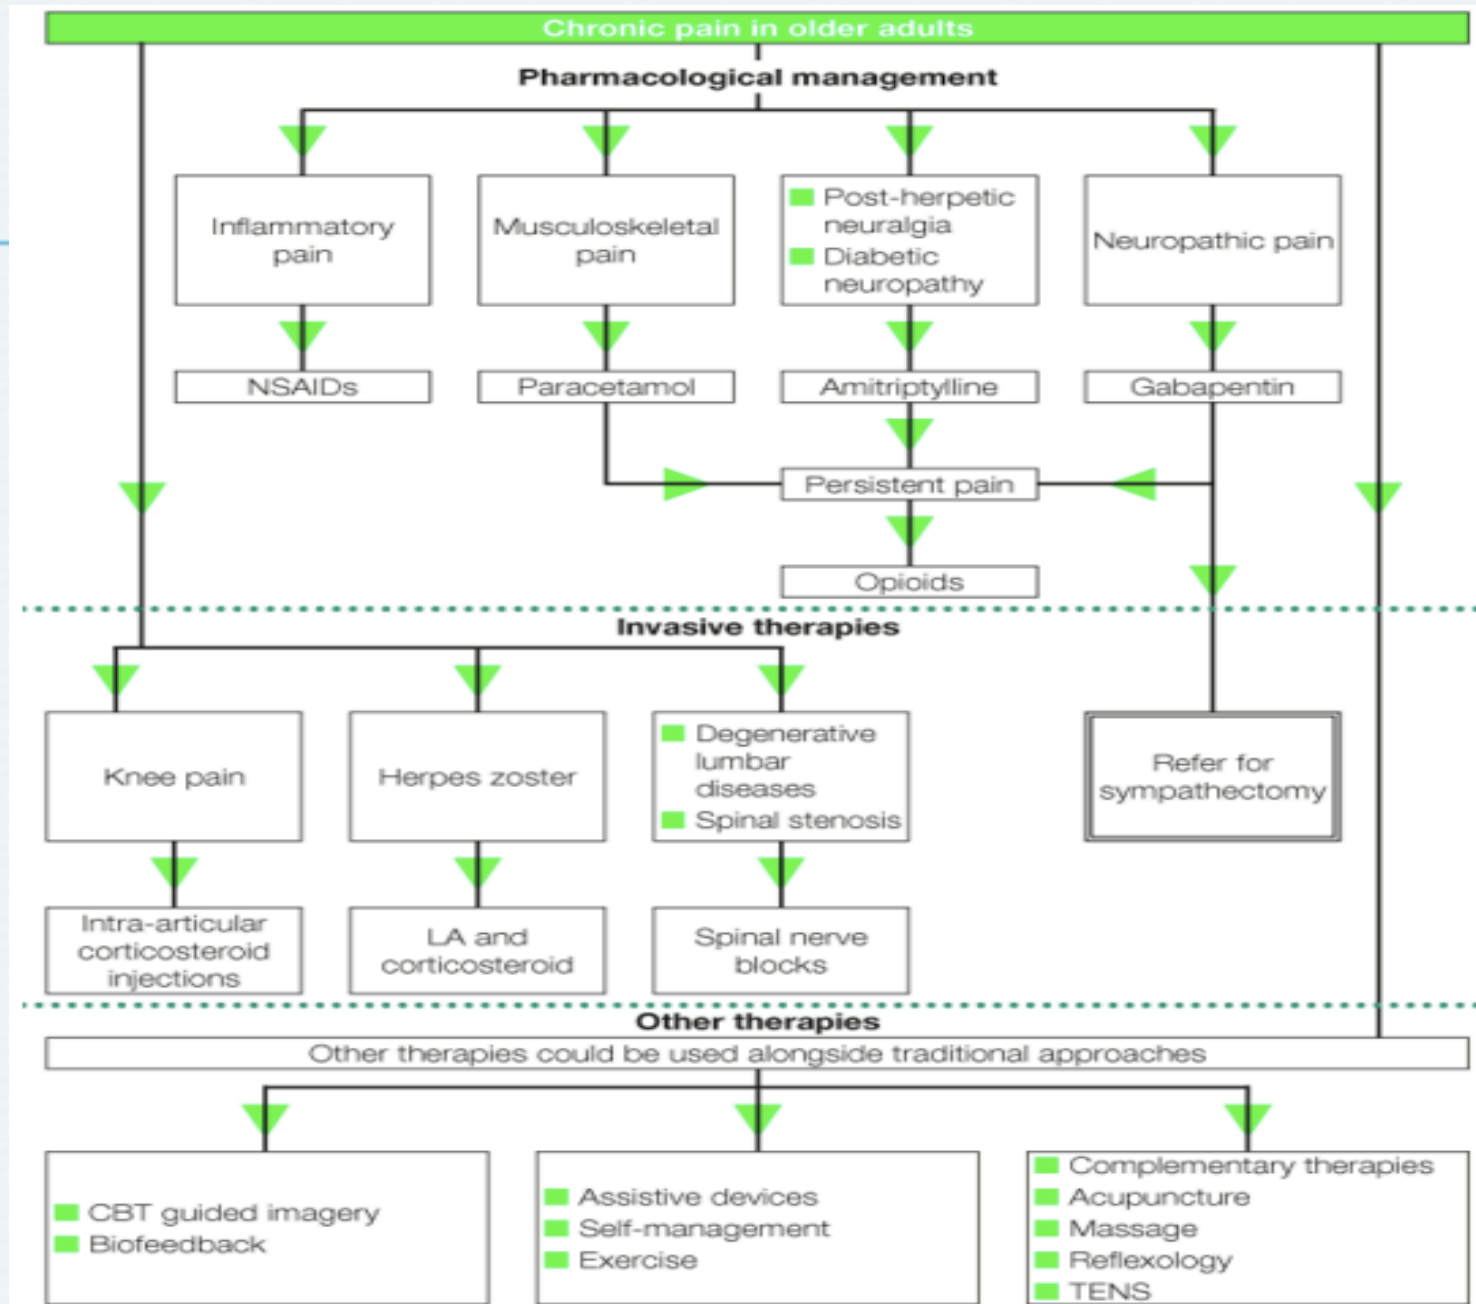 Chronic pain in older adults
Pharmacological management
Inflammatory
pain
Musculoskeletal
pain
Post-herpetic
neuralgia
Diabetic
neuropathy
Neuropathic pain
NSAIDs
Paracetamol
Amitriptylline
Gabapentin
Persistent pain
Opioids
Invasive therapies
Knee pain
Herpes zoster
Degenerative
lumbar
diseases
Spinal stenosis
Refer for
sympathectomy
Intra-articular
corticosteroid
injections
LA and
corticosteroid
Spinal nerve
blocks
Other therapies
Other therapies could be used alongside traditional approaches
CBT guided imagery
Biofeedback
Assistive devices
Self-management
Exercise
Complementary therapies
Acupuncture
Massage
Reflexology
TENS